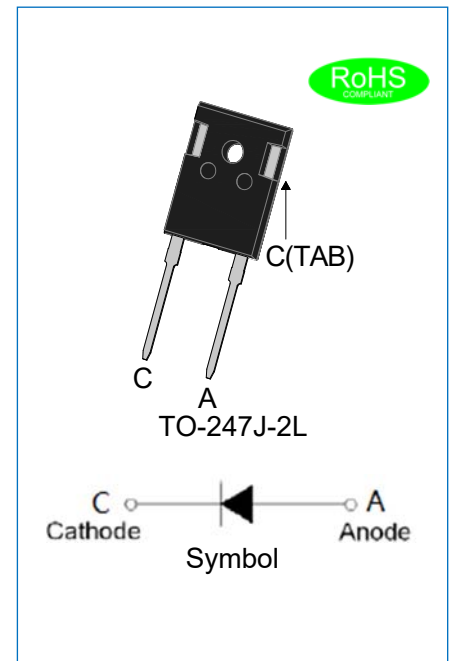 RoHS
COMPLIANT
C(TAB)
C
A
TO-247J-2L
C A
Cathode Anode
Symbol